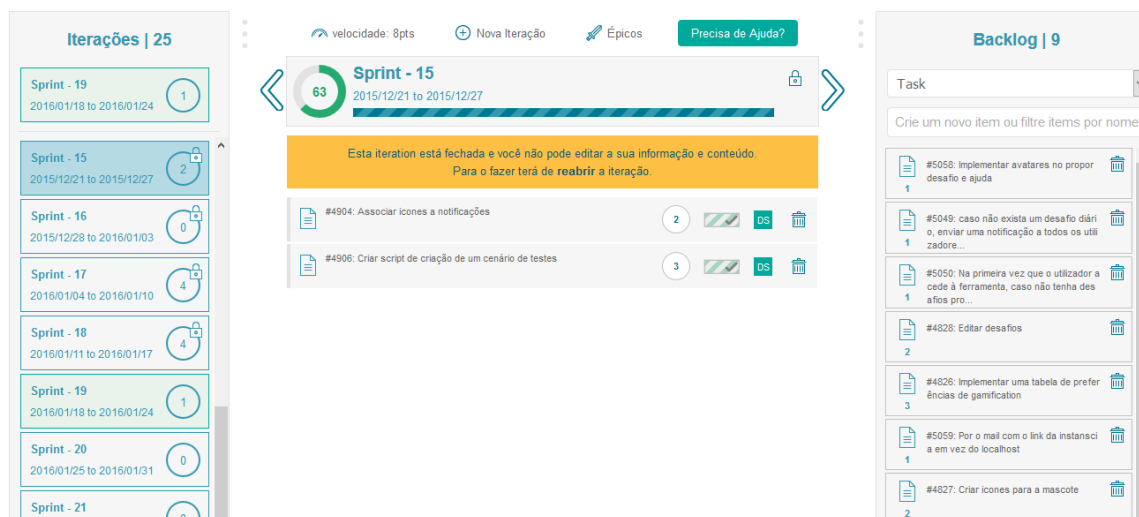 Iterações | 25
Sprint - 19
2016/01/18 to 2016/01/24
1
Sprint - 15
2015/12/21 to 2015/12/27
2
Sprint - 16
2015/12/28 to 2016/01/03
0
Sprint - 17
2016/01/04 to 2016/01/10
4
Sprint - 18
2016/01/11 to 2016/01/17
4
Sprint - 19
2016/01/18 to 2016/01/24
1
Sprint - 20
2016/01/25 to 2016/01/31
0
Sprint - 21
velocidade: 8pts
Nova Iteração
Épicos
Precisa de Ajuda?
63
Sprint - 15
2015/12/21 to 2015/12/27
Esta iteration está fechada e você não pode editar a sua informação e conteúdo.
Para o fazer terá de reabrir a iteração.
#4904: Associar icones a notificações
2
DS
#4906: Criar script de criação de um cenário de testes
3
DS
Backlog | 9
Task
Crie um novo item ou filtre items por nome
#5058: Implementar avatares no propor
desafio e ajuda
1
#5049: caso não exista um desafio diári
o, enviar uma notificação a todos os utili
zadore...
1
#5050: Na primeira vez que o utilizador a
cede à ferramenta, caso não tenha des
afios pro...
1
#4828: Editar desafios
2
#4826: Implementar uma tabela de prefer
ências de gamification
3
#5059: Por o mail com o link da instansci
a em vez do localhost
1
#4827: Criar icones para a mascote
2